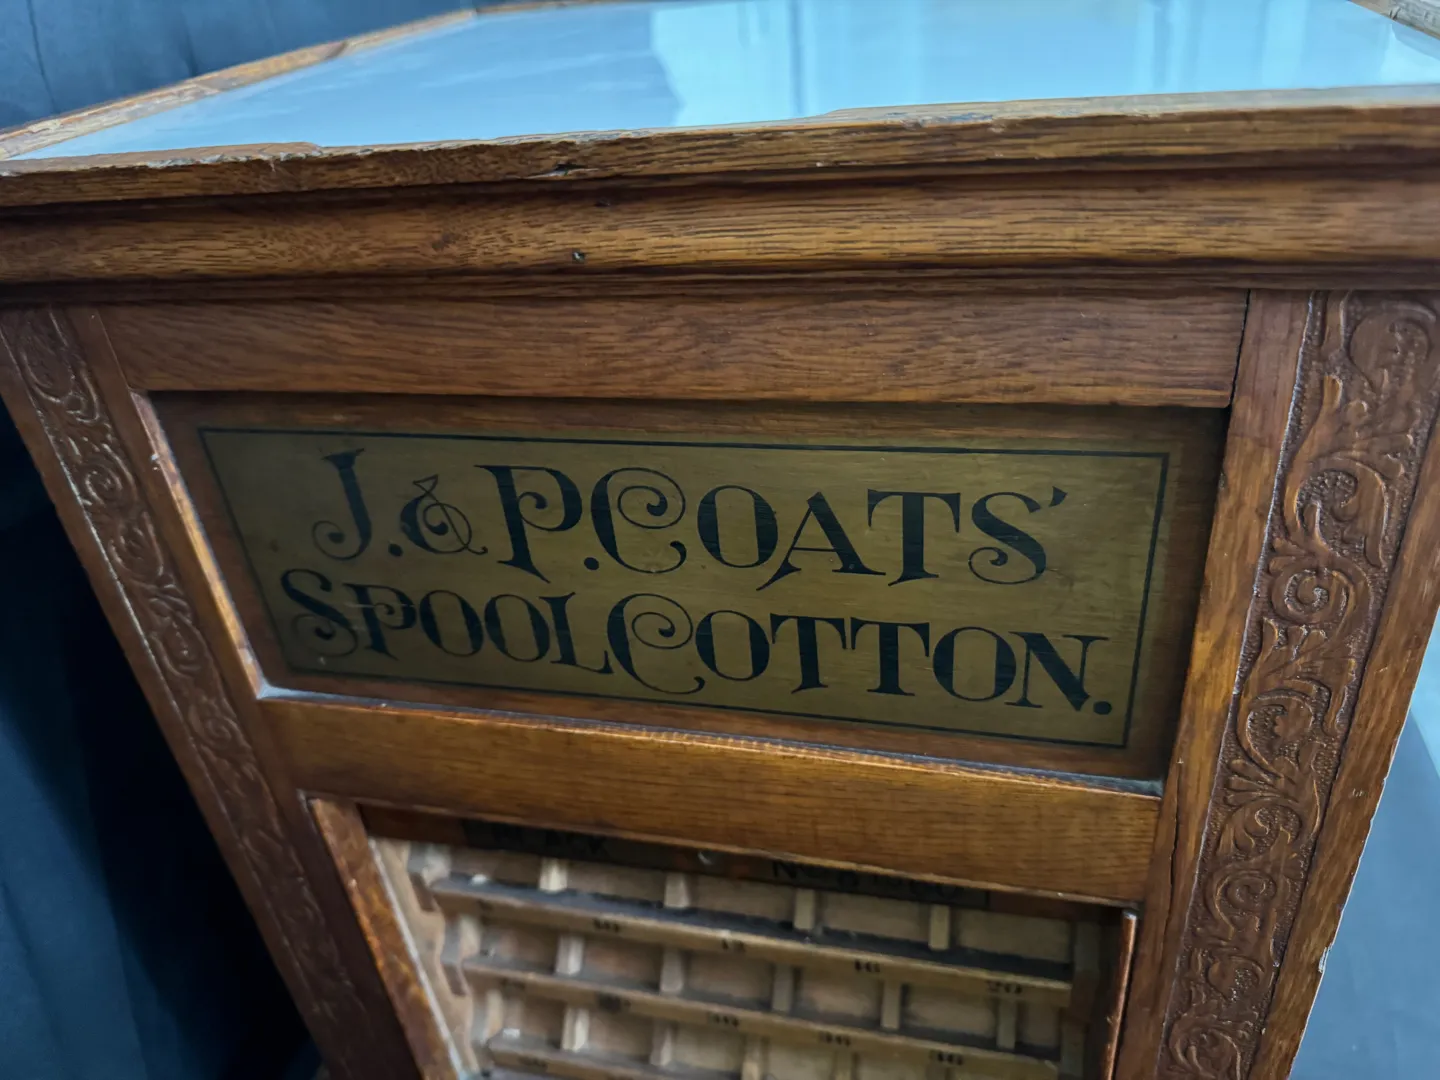 J. & P. COATS'
SPOOL COTTON.